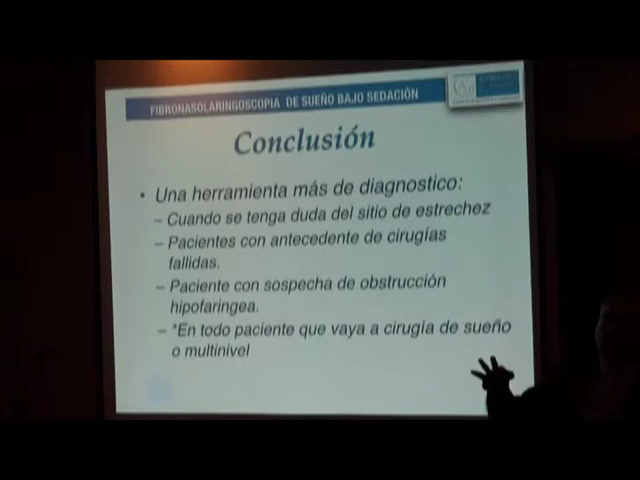 FIBRONASOLARINGOSCOPIA DE SUEÑO BAJO SEDACIÓN
Conclusión
• Una herramienta más de diagnostico:
– Cuando se tenga duda del sitio de estrechez
– Pacientes con antecedente de cirugías
fallidas.
– Paciente con sospecha de obstrucción
hipofaringea.
– *En todo paciente que vaya a cirugía de sueño
o multinivel